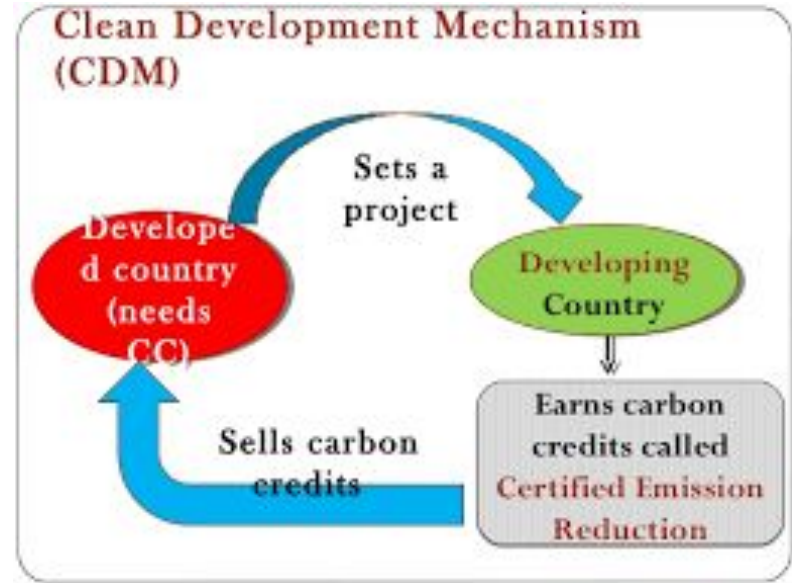 Clean Development Mechanism
(CDM)
Sets a
project
Develope
d country
(needs
CC)
Developing
Country
Earns carbon
credits called
Certified Emission
Reduction
Sells carbon
credits